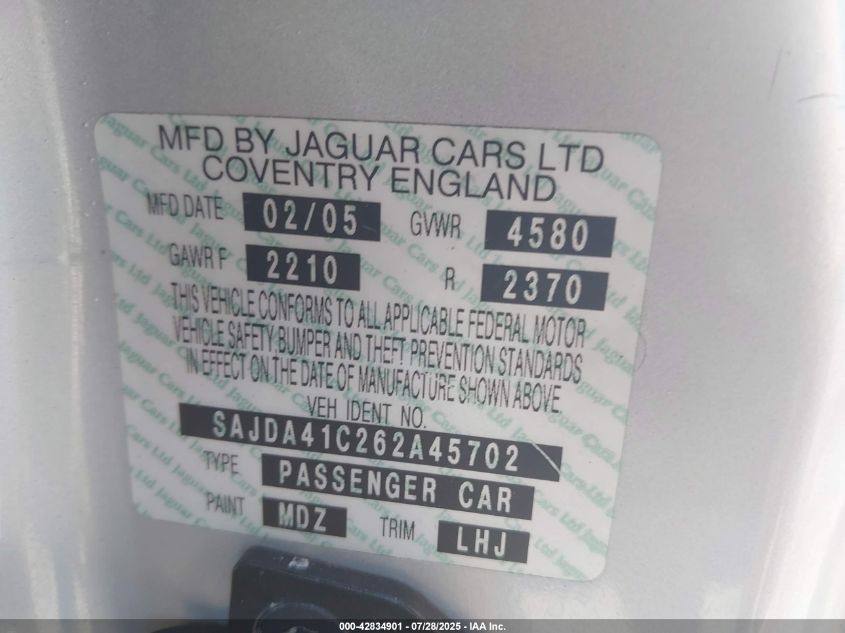 MFD BY JAGUAR CARS LTD
COVENTRY ENGLAND
MFD DATE 02/05 GVWR 4580
GAWR F 2210 R 2370
THIS VEHICLE CONFORMS TO ALL APPLICABLE FEDERAL MOTOR
VEHICLE SAFETY BUMPER AND THEFT PREVENTION STANDARDS
IN EFFECT ON THE DATE OF MANUFACTURE SHOWN ABOVE.
VEH IDENT NO.
SAJDA41C262A45702
TYPE PASSENGER CAR
PAINT MDZ TRIM LHJ
000-42834901 | 07/28/2025 - IAA Inc.